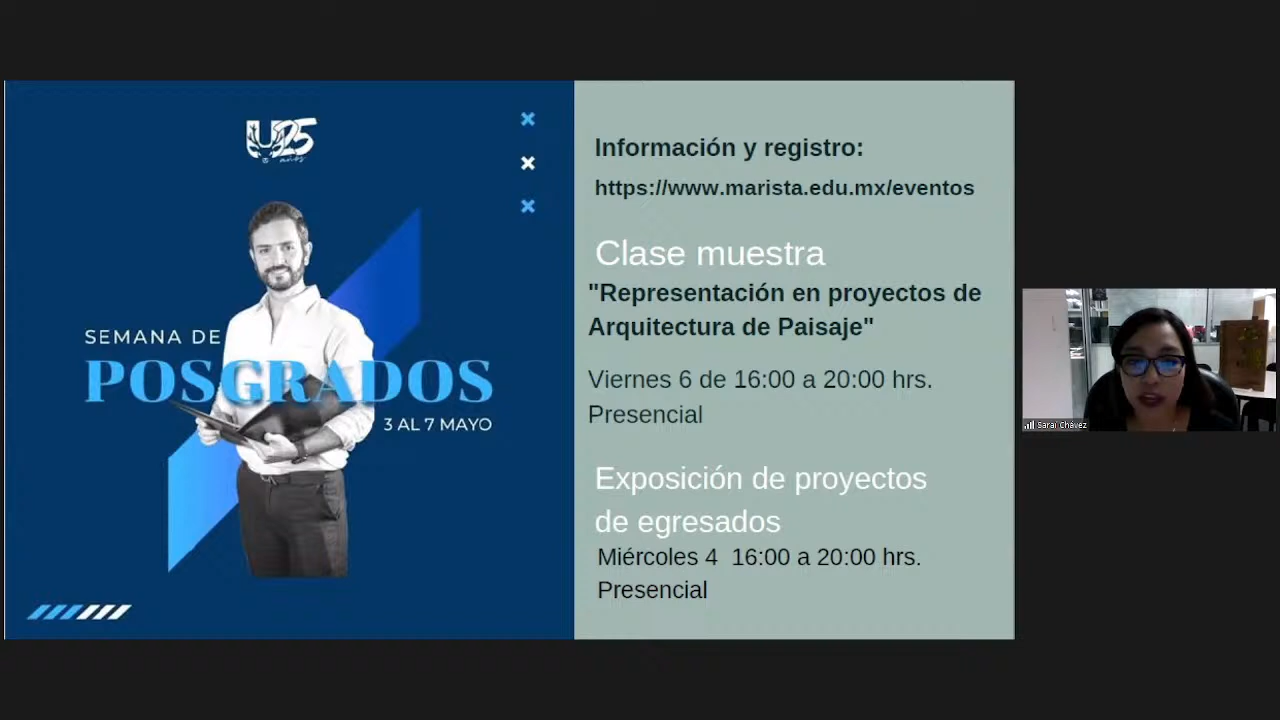 U25
años
SEMANA DE
POSGRADOS
3 AL 7 MAYO
Información y registro:
https://www.marista.edu.mx/eventos
Clase muestra
"Representación en proyectos de
Arquitectura de Paisaje"
Viernes 6 de 16:00 a 20:00 hrs.
Presencial
Exposición de proyectos
de egresados
Miércoles 4 16:00 a 20:00 hrs.
Presencial
Sarai Chávez